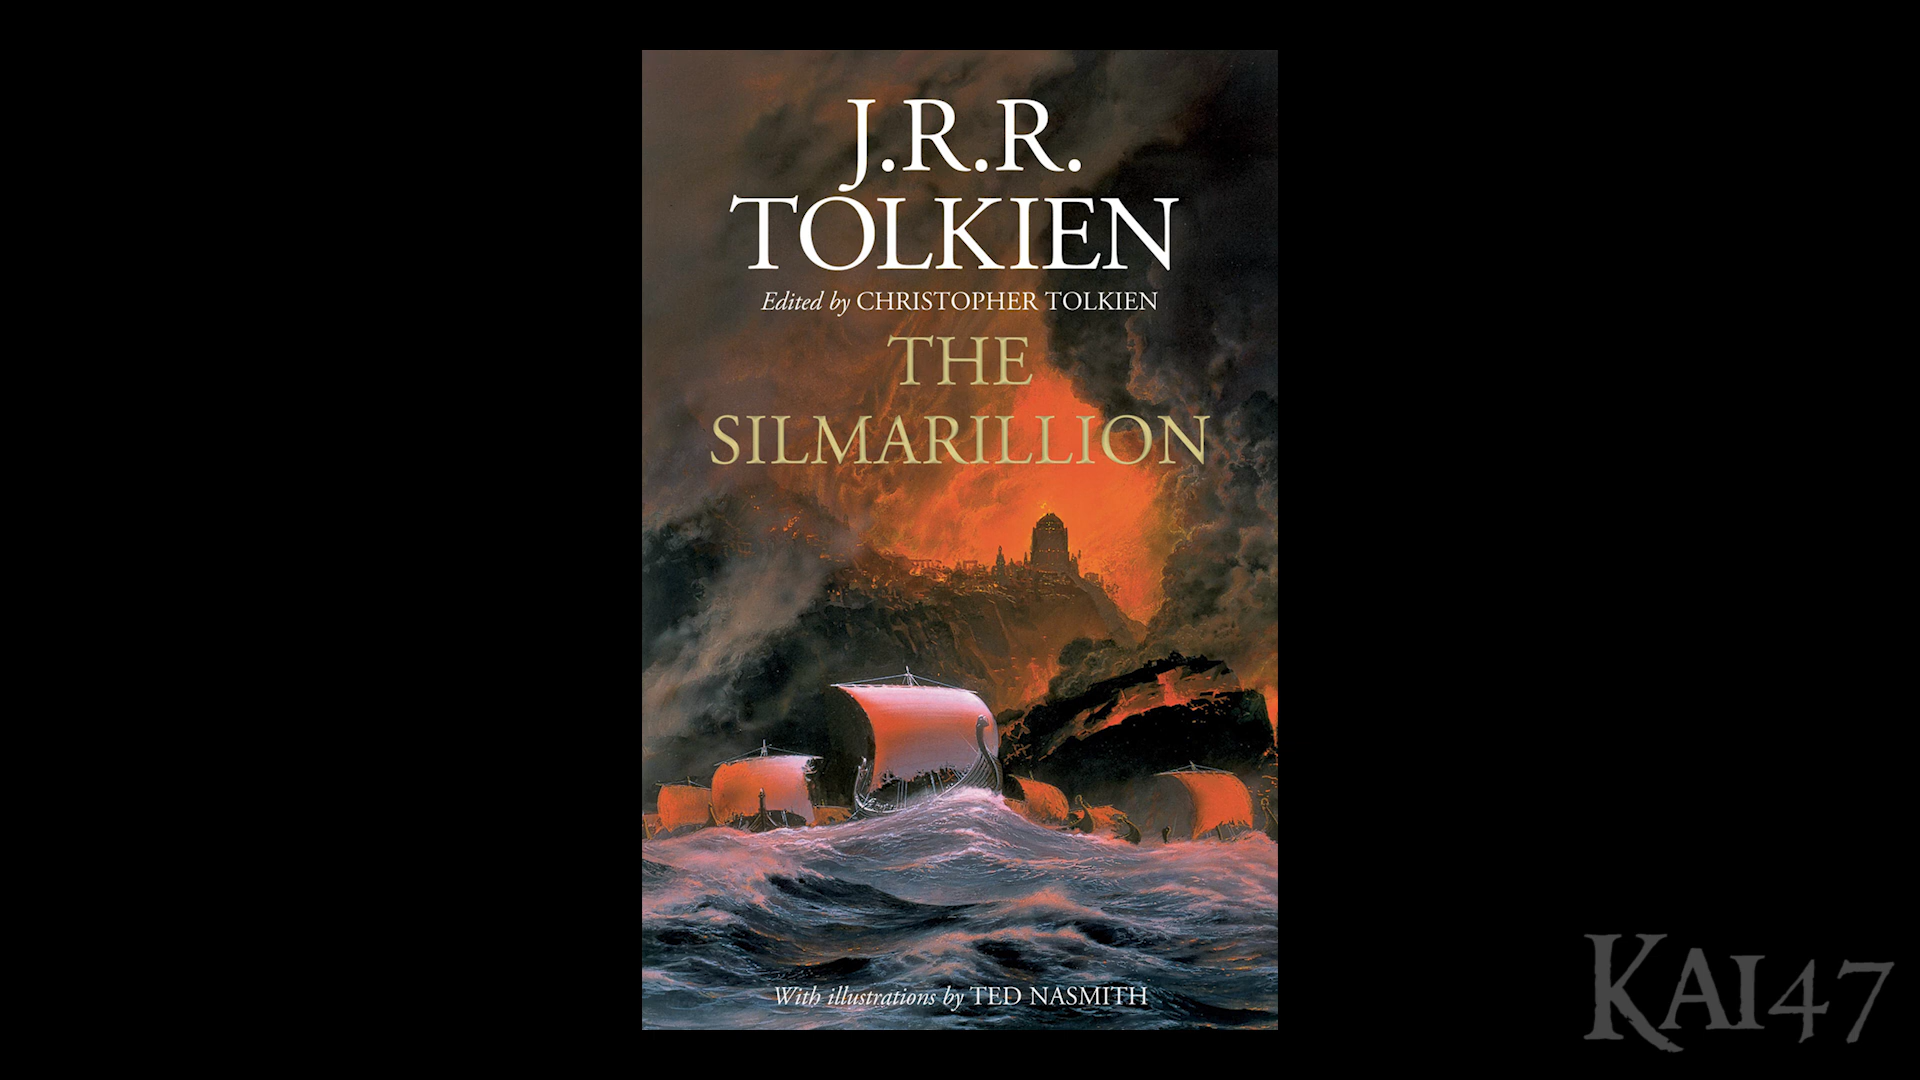 J.R.R.
TOLKIEN
Edited by CHRISTOPHER TOLKIEN
THE
SILMARILLION
With illustrations by TED NASMITH
KAI47